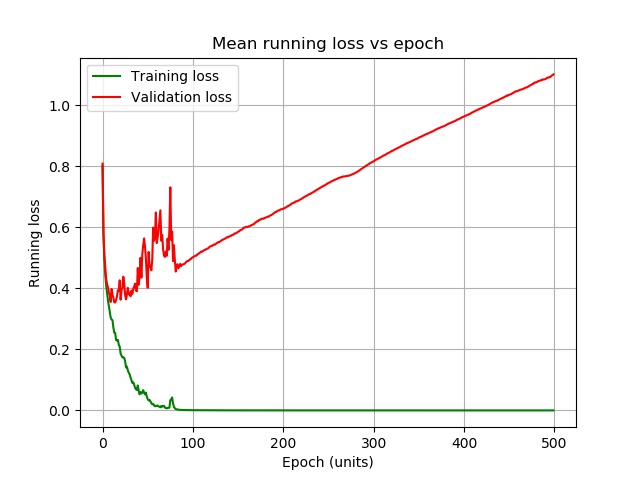 Mean running loss vs epoch
Training loss
Validation loss
1.0
0.8
0.6
0.4
0.2
0.0
Running loss
0 100 200 300 400 500
Epoch (units)